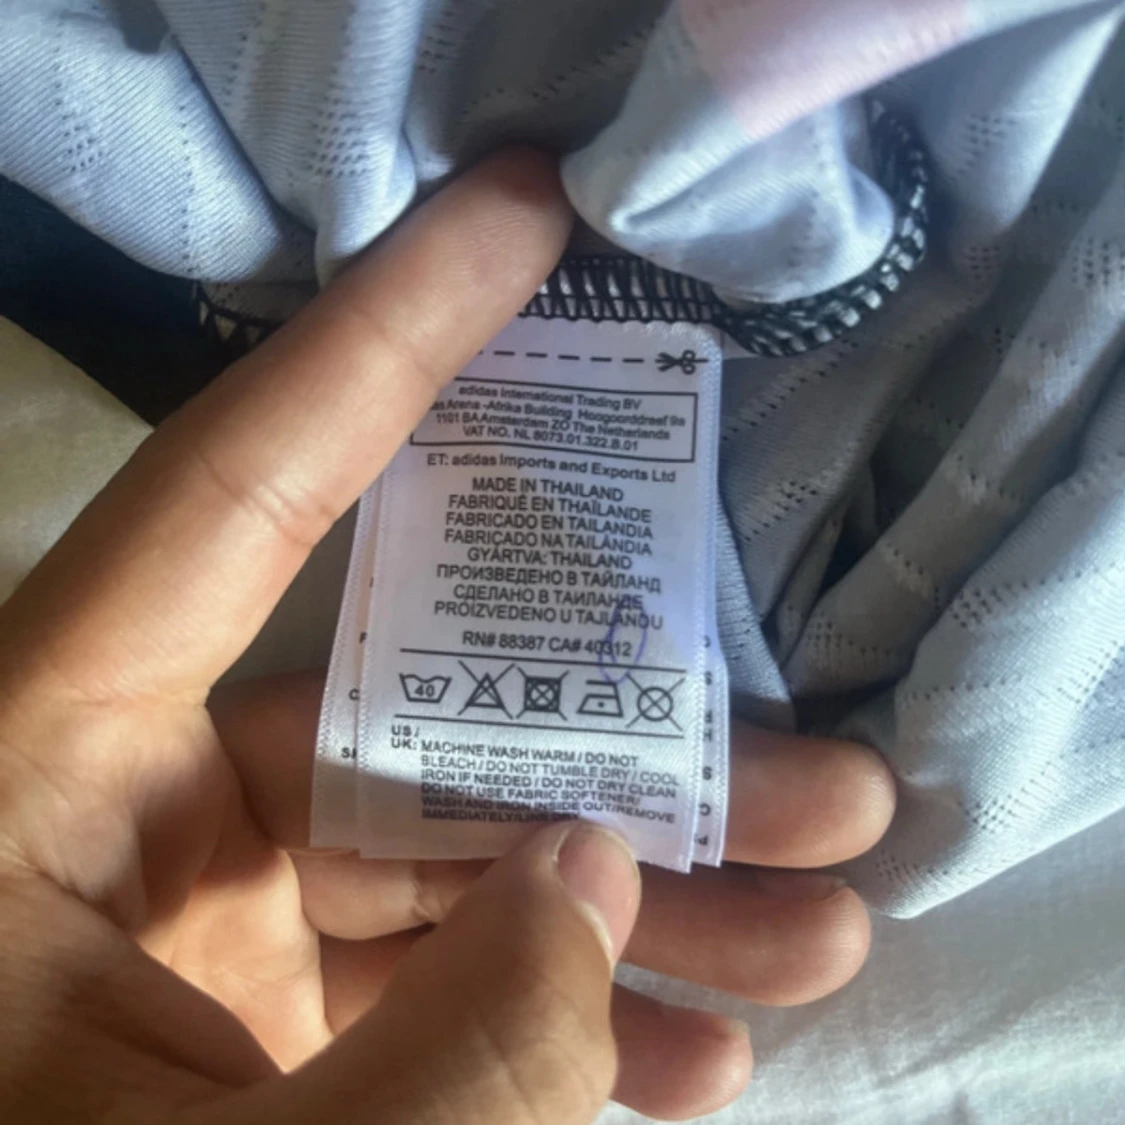 adidas International Trading BV
Arena -Afrika Building Hoogoorddreef 9a
1101 BA Amsterdam ZO The Netherlands
VAT NO. NL 8073.01.322.B.01
ET: adidas Imports and Exports Ltd
MADE IN THAILAND
FABRIQUÉ EN THAÏLANDE
FABRICADO EN TAILANDIA
FABRICADO NA TAILÂNDIA
GYÁRTVA: THAILAND
ПРОИЗВЕДЕНО В ТАЙЛАНД
СДЕЛАНО В ТАИЛАНДЕ
PROIZVEDENO U TAJLANDU
RN# 88387 CA# 40312
40
US /
UK: MACHINE WASH WARM / DO NOT
BLEACH / DO NOT TUMBLE DRY / COOL
IRON IF NEEDED / DO NOT DRY CLEAN
DO NOT USE FABRIC SOFTENER/
WASH AND IRON INSIDE OUT/REMOVE
IMMEDIATELY/LINE DRY